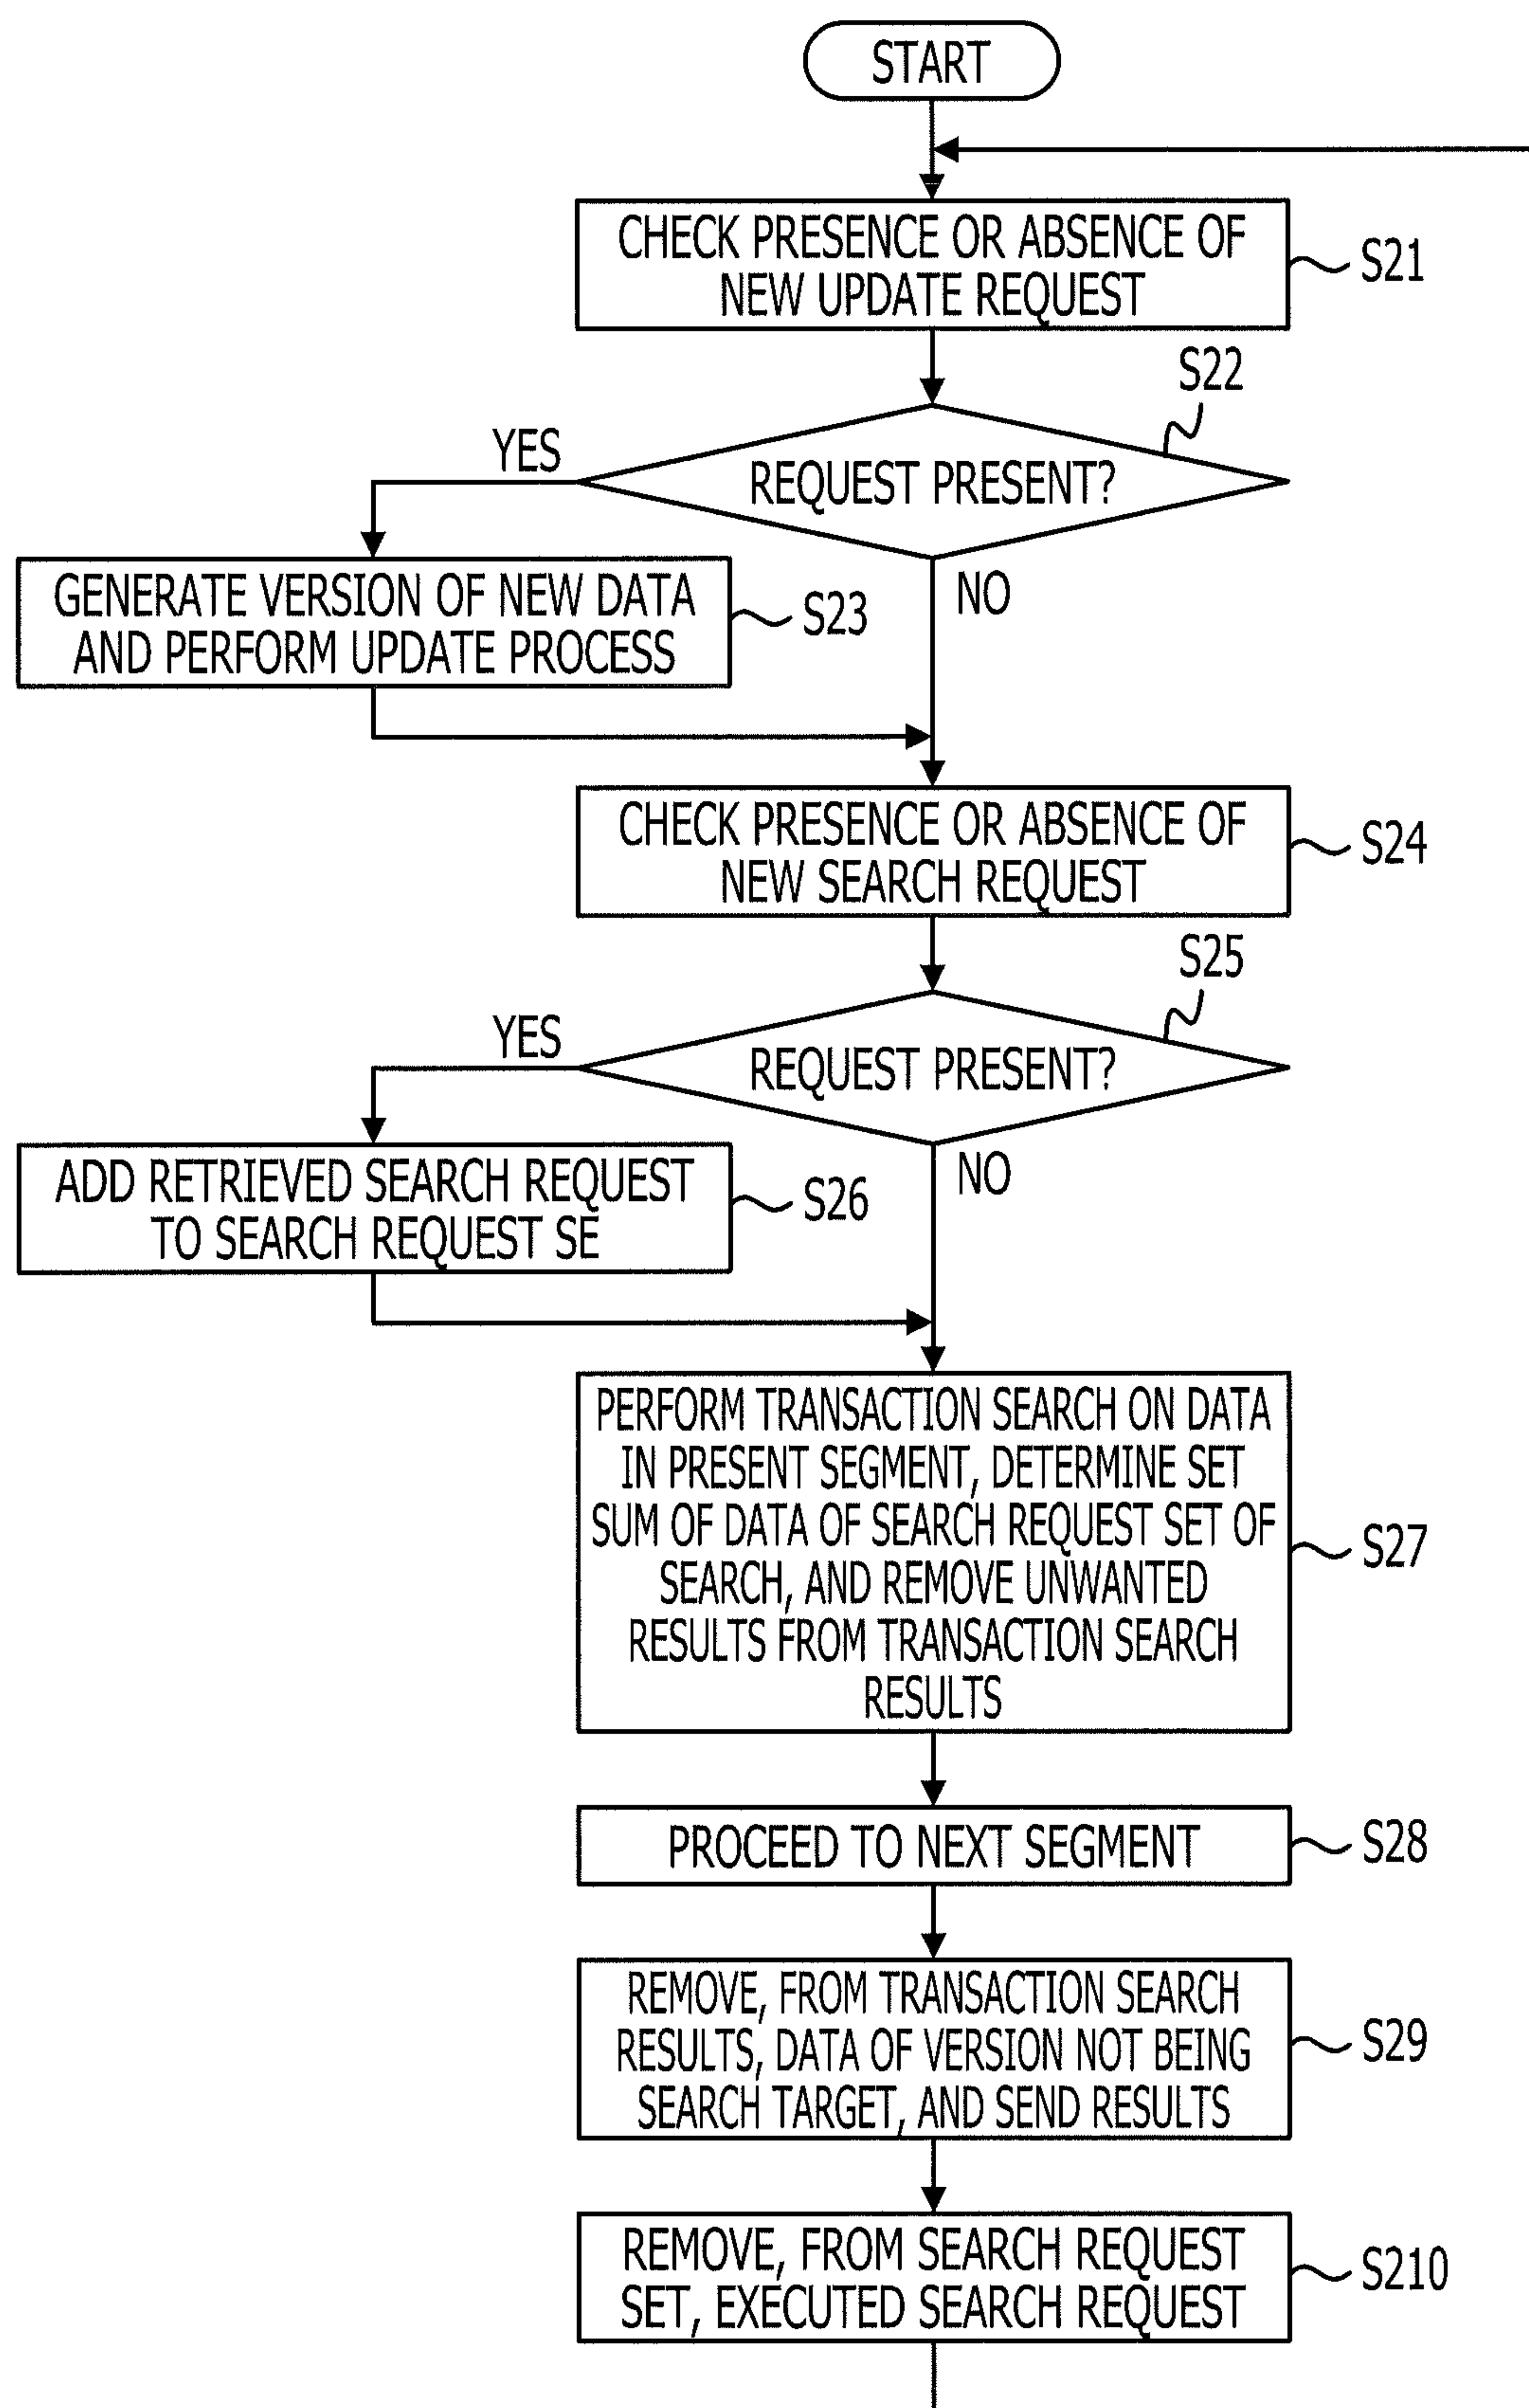 START
CHECK PRESENCE OR ABSENCE OF
NEW UPDATE REQUEST
S21
S22
YES
REQUEST PRESENT?
NO
GENERATE VERSION OF NEW DATA
AND PERFORM UPDATE PROCESS
S23
CHECK PRESENCE OR ABSENCE OF
NEW SEARCH REQUEST
S24
S25
YES
REQUEST PRESENT?
NO
ADD RETRIEVED SEARCH REQUEST
TO SEARCH REQUEST SE
S26
PERFORM TRANSACTION SEARCH ON DATA
IN PRESENT SEGMENT, DETERMINE SET
SUM OF DATA OF SEARCH REQUEST SET OF
SEARCH, AND REMOVE UNWANTED
RESULTS FROM TRANSACTION SEARCH
RESULTS
S27
PROCEED TO NEXT SEGMENT
S28
REMOVE, FROM TRANSACTION SEARCH
RESULTS, DATA OF VERSION NOT BEING
SEARCH TARGET, AND SEND RESULTS
S29
REMOVE, FROM SEARCH REQUEST
SET, EXECUTED SEARCH REQUEST
S210